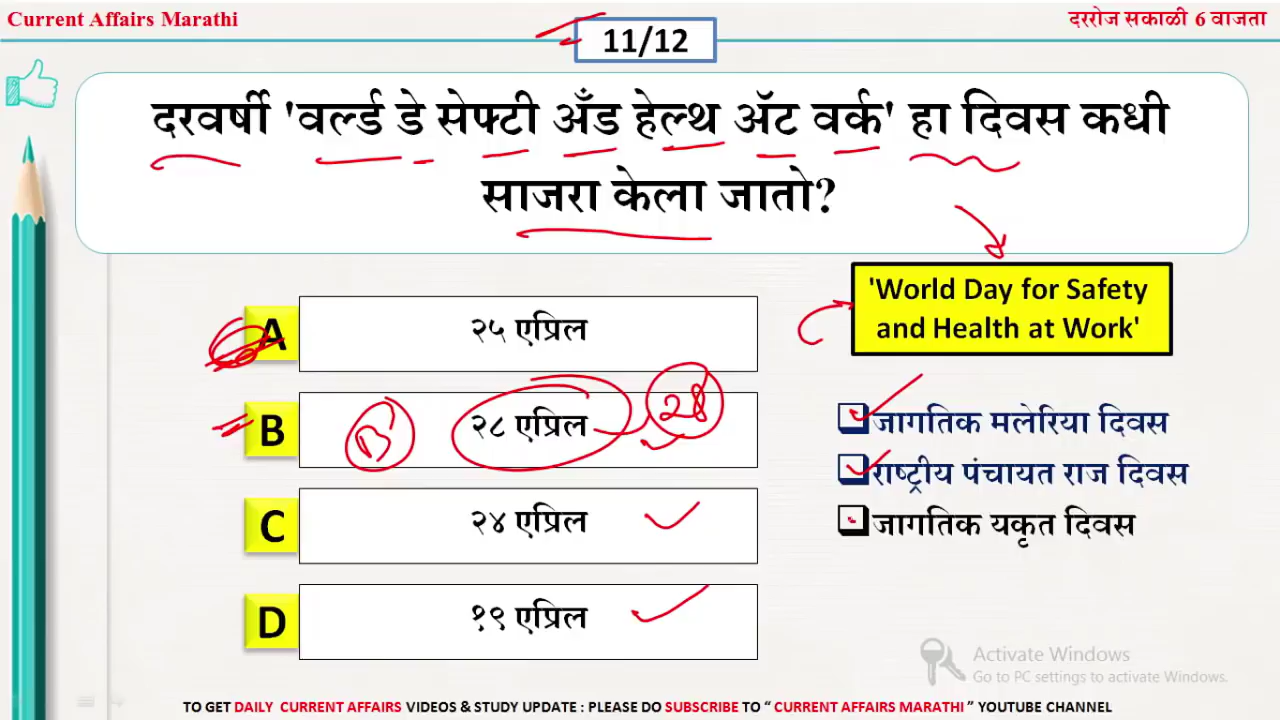 Current Affairs Marathi
दररोज सकाळी 6 वाजता
11/12
दरवर्षी 'वर्ल्ड डे सेफ्टी अँड हेल्थ अ‍ॅट वर्क' हा दिवस कधी
साजरा केला जातो?
'World Day for Safety
and Health at Work'
A
२५ एप्रिल
B
B
२८ एप्रिल
28
C
२४ एप्रिल
D
१९ एप्रिल
जागतिक मलेरिया दिवस
राष्ट्रीय पंचायत राज दिवस
जागतिक यकृत दिवस
Activate Windows
Go to PC settings to activate Windows.
TO GET DAILY CURRENT AFFAIRS VIDEOS & STUDY UPDATE : PLEASE DO SUBSCRIBE TO “ CURRENT AFFAIRS MARATHI ” YOUTUBE CHANNEL